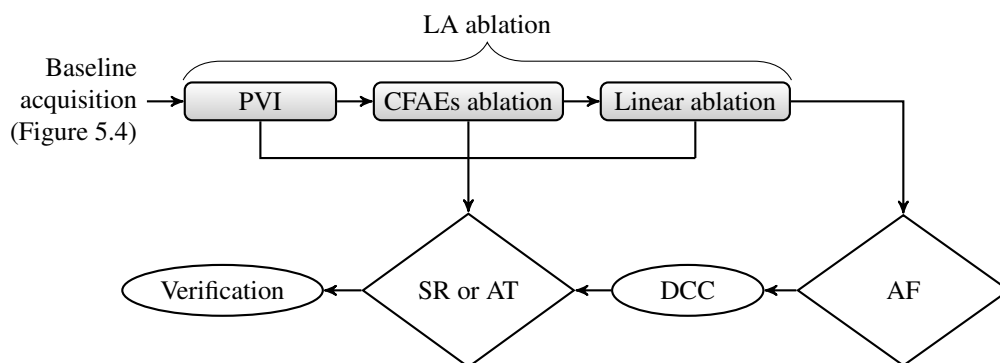 LA ablation
Baseline
acquisition
(Figure 5.4)
PVI
CFAEs ablation
Linear ablation
Verification
SR or AT
DCC
AF